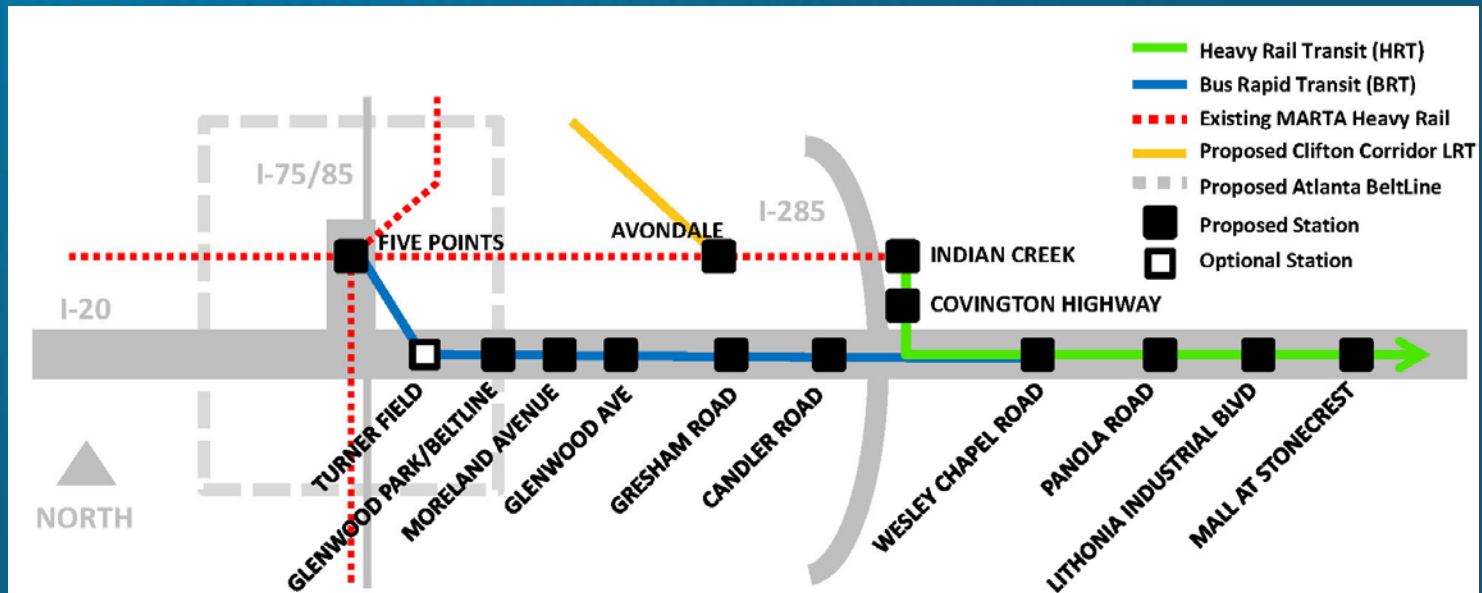 Heavy Rail Transit (HRT)
Bus Rapid Transit (BRT)
Existing MARTA Heavy Rail
Proposed Clifton Corridor LRT
Proposed Atlanta BeltLine
Proposed Station
Optional Station
I-75/85
I-285
I-20
FIVE POINTS
AVONDALE
INDIAN CREEK
COVINGTON HIGHWAY
TURNER FIELD
GLENWOOD PARK/BELTLINE
MORELAND AVENUE
GLENWOOD AVE
GRESHAM ROAD
CANDLER ROAD
WESLEY CHAPEL ROAD
PANOLA ROAD
LITHONIA INDUSTRIAL BLVD
MALL AT STONECREST
NORTH